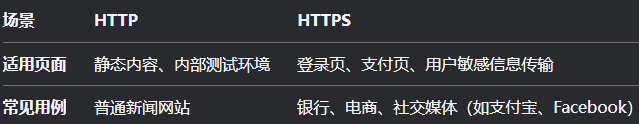 场景 HTTP HTTPS
适用页面 静态内容、内部测试环境 登录页、支付页、用户敏感信息传输
常见用例 普通新闻网站 银行、电商、社交媒体（如支付宝、Facebook）